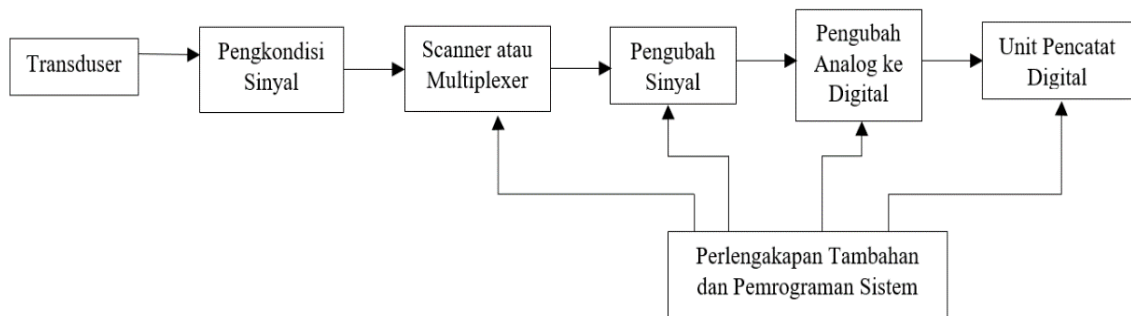 Transduser
Pengkondisi
Sinyal
Scanner atau
Multiplexer
Pengubah
Sinyal
Pengubah
Analog ke
Digital
Unit Pencatat
Digital
Perlengakapan Tambahan
dan Pemrograman Sistem